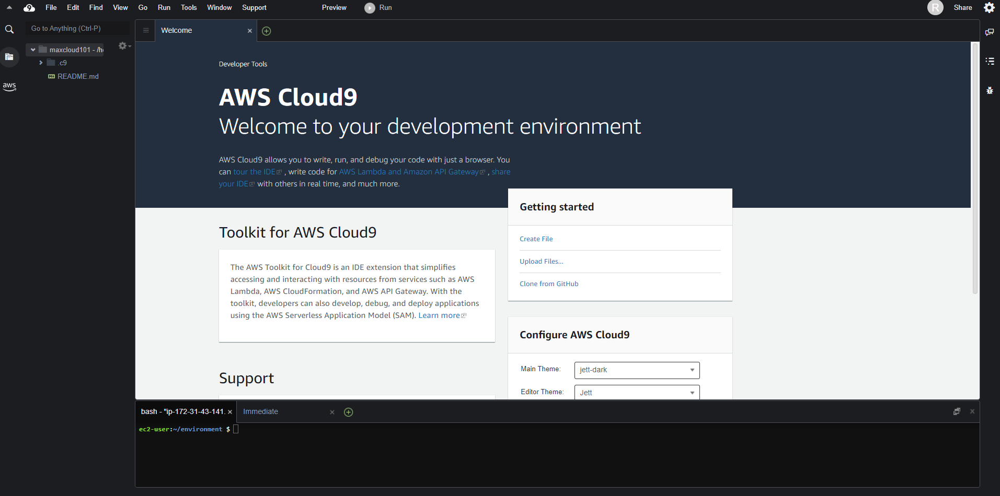 File Edit Find View Go Run Tools Window Support Preview Run R Share
Go to Anything (Ctrl-P)
maxcloud101 - /h
.c9
README.md
aws
Welcome
Developer Tools
AWS Cloud9
Welcome to your development environment
AWS Cloud9 allows you to write, run, and debug your code with just a browser. You
can tour the IDE , write code for AWS Lambda and Amazon API Gateway , share
your IDE with others in real time, and much more.
Getting started
Create File
Upload Files...
Clone from GitHub
Toolkit for AWS Cloud9
The AWS Toolkit for Cloud9 is an IDE extension that simplifies
accessing and interacting with resources from services such as AWS
Lambda, AWS CloudFormation, and AWS API Gateway. With the
toolkit, developers can also develop, debug, and deploy applications
using the AWS Serverless Application Model (SAM). Learn more
Configure AWS Cloud9
Main Theme: jett-dark
Editor Theme: Jett
Support
bash - "ip-172-31-43-141. Immediate
ec2-user:~/environment $